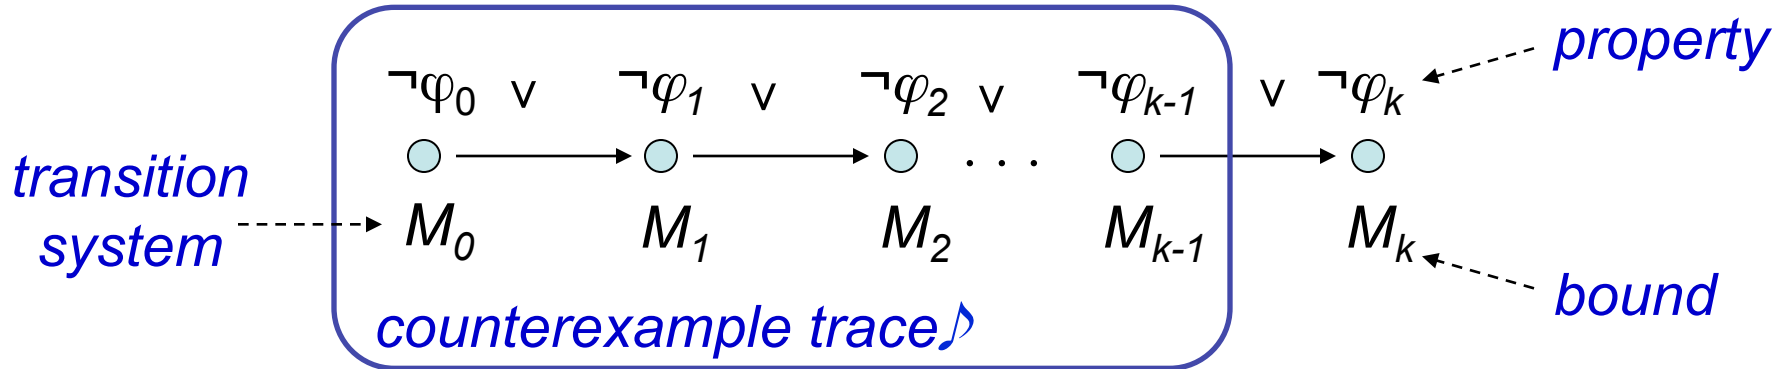 property
¬φ₀ ∨ ¬φ₁ ∨ ¬φ₂ ∨ ¬φₖ₋₁ ∨ ¬φₖ
. . .
transition
system
M₀ M₁ M₂ Mₖ₋₁ Mₖ
bound
counterexample trace♪